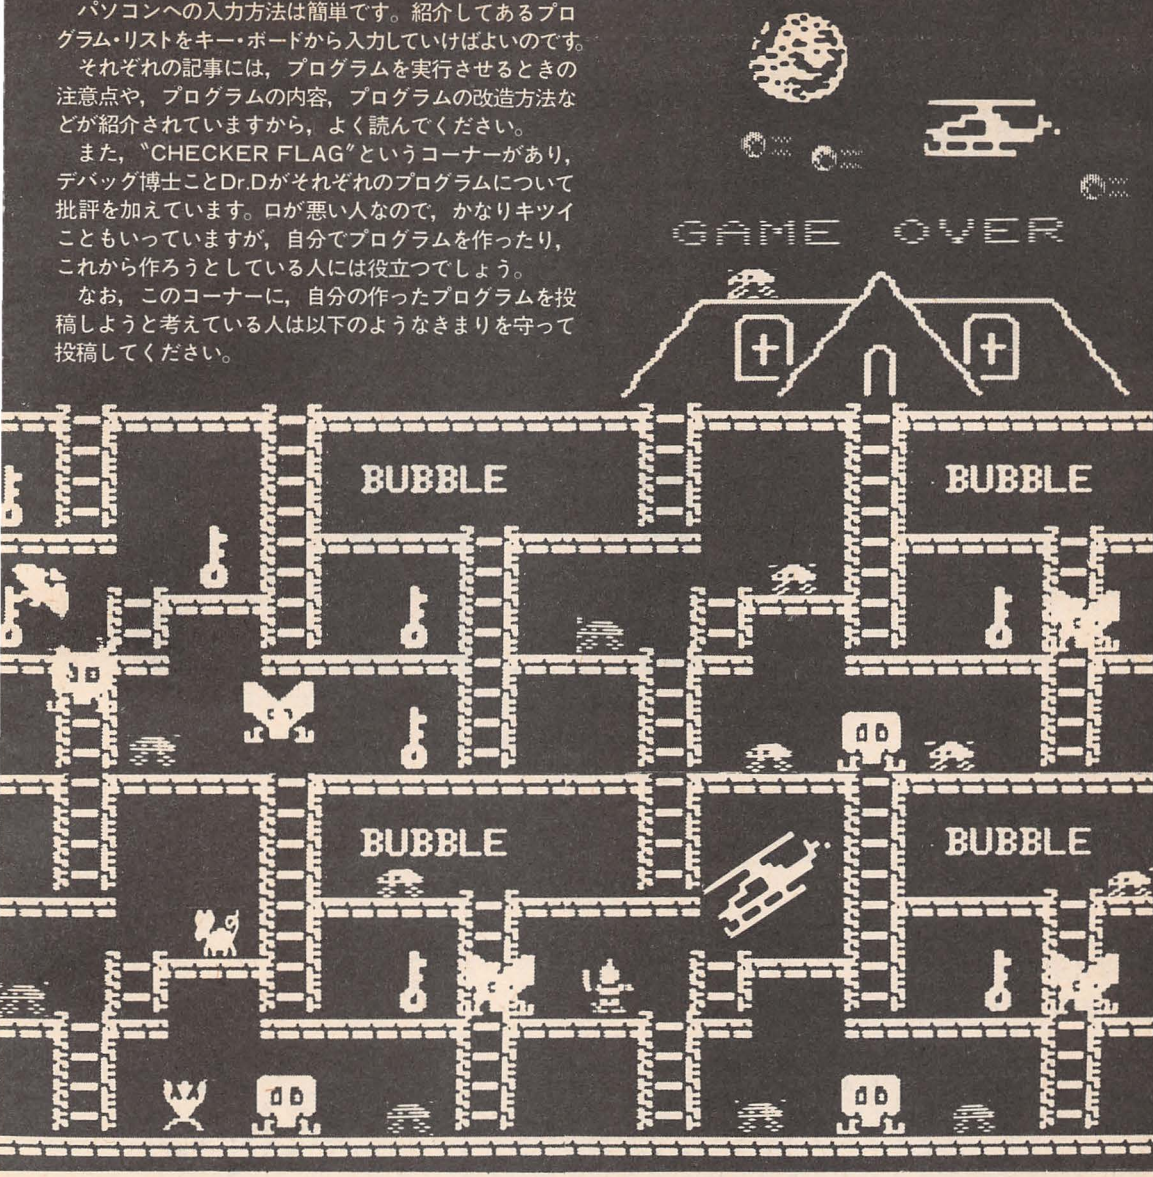 パソコンへの入力方法は簡単です。紹介してあるプロ
グラム・リストをキー・ボードから入力していけばよいのです。
それぞれの記事には，プログラムを実行させるときの
注意点や，プログラムの内容，プログラムの改造方法な
どが紹介されていますから，よく読んでください。
また，〝CHECKER FLAG″というコーナーがあり，
デバッグ博士ことDr.Dがそれぞれのプログラムについて
批評を加えています。口が悪い人なので，かなりキツイ
こともいっていますが，自分でプログラムを作ったり，
これから作ろうとしている人には役立つでしょう。
なお，このコーナーに，自分の作ったプログラムを投
稿しようと考えている人は以下のようなきまりを守って
投稿してください。
GAME OVER
BUBBLE
BUBBLE
BUBBLE
BUBBLE